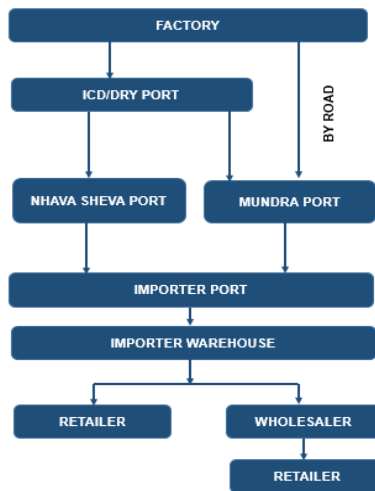 FACTORY
ICD/DRY PORT
BY ROAD
NHAVA SHEVA PORT
MUNDRA PORT
IMPORTER PORT
IMPORTER WAREHOUSE
RETAILER
WHOLESALER
RETAILER